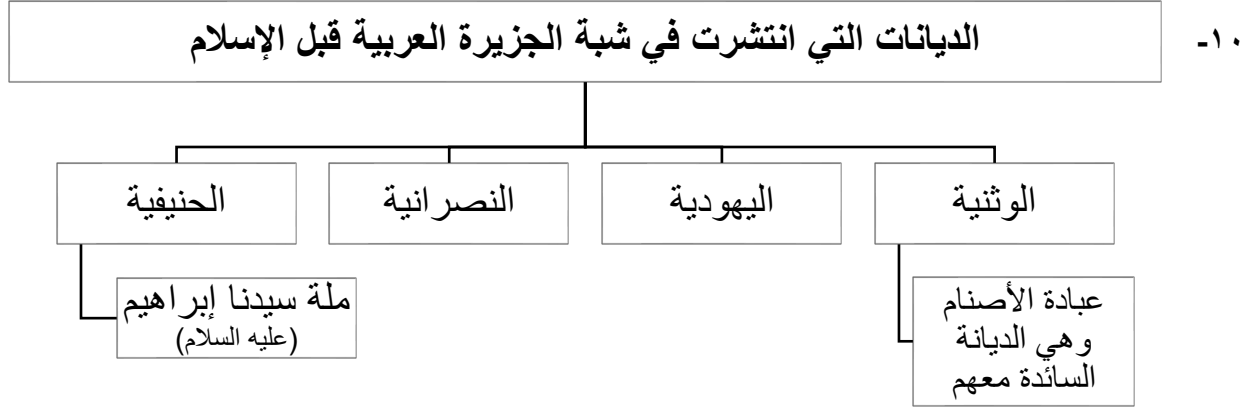 ١٠- الديانات التي انتشرت في شبة الجزيرة العربية قبل الإسلام
الوثنية
اليهودية
النصرانية
الحنيفية
عبادة الأصنام
وهي الديانة
السائدة معهم
ملة سيدنا إبراهيم
(عليه السلام)